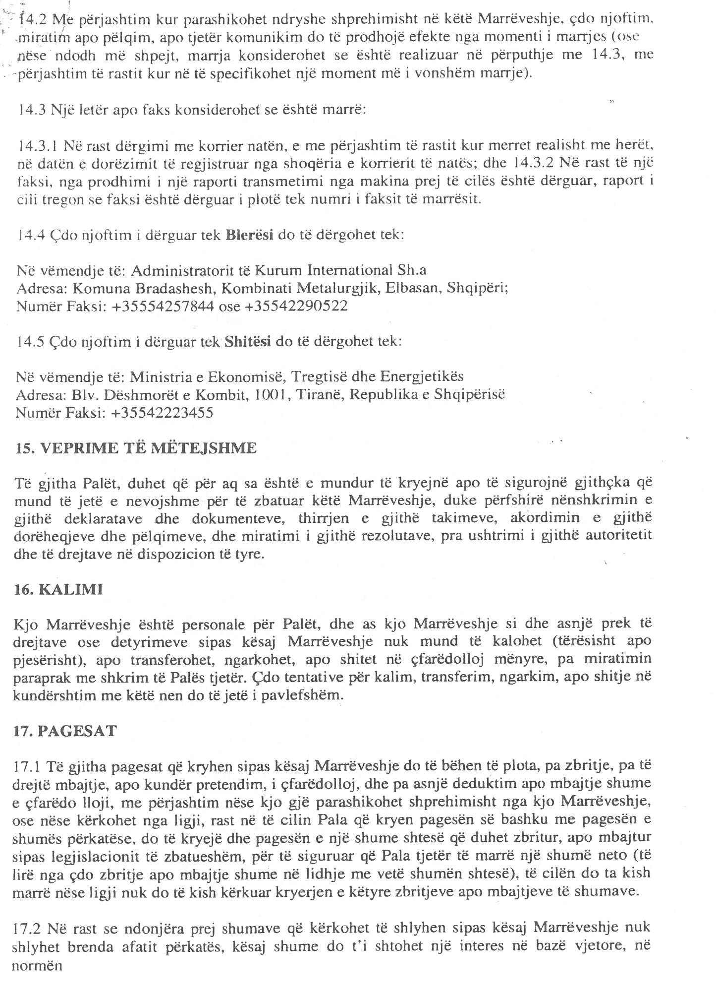 14.2 Me përjashtim kur parashikohet ndryshe shprehimisht në këtë Marrëveshje, çdo njoftim,
miratim apo pëlqim, apo tjetër komunikim do të prodhojë efekte nga momenti i marrjes (ose
nëse ndodh më shpejt, marrja konsiderohet se është realizuar në përputhje me 14.3, me
përjashtim të rastit kur në të specifikohet një moment më i vonshëm marrje).
14.3 Një letër apo faks konsiderohet se është marrë:
14.3.1 Në rast dërgimi me korrier natën, e me përjashtim të rastit kur merret realisht me herët,
në datën e dorëzimit të regjistruar nga shoqëria e korrierit të natës; dhe 14.3.2 Në rast të një
faksi, nga prodhimi i një raporti transmetimi nga makina prej të cilës është dërguar, raport i
cili tregon se faksi është dërguar i plotë tek numri i faksit të marrësit.
14.4 Çdo njoftim i dërguar tek Blerësi do të dërgohet tek:
Në vëmendje të: Administratorit të Kurum International Sh.a
Adresa: Komuna Bradashesh, Kombinati Metalurgjik, Elbasan, Shqipëri;
Numër Faksi: +35554257844 ose +35542290522
14.5 Çdo njoftim i dërguar tek Shitësi do të dërgohet tek:
Në vëmendje të: Ministria e Ekonomisë, Tregtisë dhe Energjetikës
Adresa: Blv. Dëshmorët e Kombit, 1001, Tiranë, Republika e Shqipërisë
Numër Faksi: +35542223455
15. VEPRIME TË MËTEJSHME
Të gjitha Palët, duhet që për aq sa është e mundur të kryejnë apo të sigurojnë gjithçka që
mund të jetë e nevojshme për të zbatuar këtë Marrëveshje, duke përfshirë nënshkrimin e
gjithë deklaratave dhe dokumenteve, thirrjen e gjithë takimeve, akordimin e gjithë
dorëheqjeve dhe pëlqimeve, dhe miratimi i gjithë rezolutave, pra ushtrimi i gjithë autoritetit
dhe të drejtave në dispozicion të tyre.
16. KALIMI
Kjo Marrëveshje është personale për Palët, dhe as kjo Marrëveshje si dhe asnjë prek të
drejtave ose detyrimeve sipas kësaj Marrëveshje nuk mund të kalohet (tërësisht apo
pjesërisht), apo transferohet, ngarkohet, apo shitet në çfarëdolloj mënyre, pa miratimin
paraprak me shkrim të Palës tjetër. Çdo tentative për kalim, transferim, ngarkim, apo shitje në
kundërshtim me këtë nen do të jetë i pavlefshëm.
17. PAGESAT
17.1 Të gjitha pagesat që kryhen sipas kësaj Marrëveshje do të bëhen të plota, pa zbritje, pa të
drejtë mbajtje, apo kundër pretendim, i çfarëdolloj, dhe pa asnjë deduktim apo mbajtje shume
e çfarëdo lloji, me përjashtim nëse kjo gjë parashikohet shprehimisht nga kjo Marrëveshje,
ose nëse kërkohet nga ligji, rast në të cilin Pala që kryen pagesën së bashku me pagesën e
shumës përkatëse, do të kryejë dhe pagesën e një shume shtesë që duhet zbritur, apo mbajtur
sipas legjislacionit të zbatueshëm, për të siguruar që Pala tjetër të marrë një shumë neto (të
lirë nga çdo zbritje apo mbajtje shume në lidhje me vetë shumën shtesë), të cilën do ta kish
marrë nëse ligji nuk do të kish kërkuar kryerjen e këtyre zbritjeve apo mbajtjeve të shumave.
17.2 Në rast se ndonjëra prej shumave që kërkohet të shlyhen sipas kësaj Marrëveshje nuk
shlyhet brenda afatit përkatës, kësaj shume do t'i shtohet një interes në bazë vjetore, në
normën